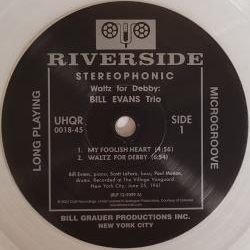 RIVERSIDE
STEREOPHONIC
Waltz for Debby:
BILL EVANS Trio
UHQR
0018-45
SIDE
1
LONG PLAYING
MICROGROOVE
1. MY FOOLISH HEART (4:56)
2. WALTZ FOR DEBBY (6:54)
Bill Evans, piano, Scott LaFaro, bass; Paul Motian,
drums. Recorded at The Village Vanguard,
New York City, June 25, 1961
BILL GRAUER PRODUCTIONS INC.
NEW YORK CITY